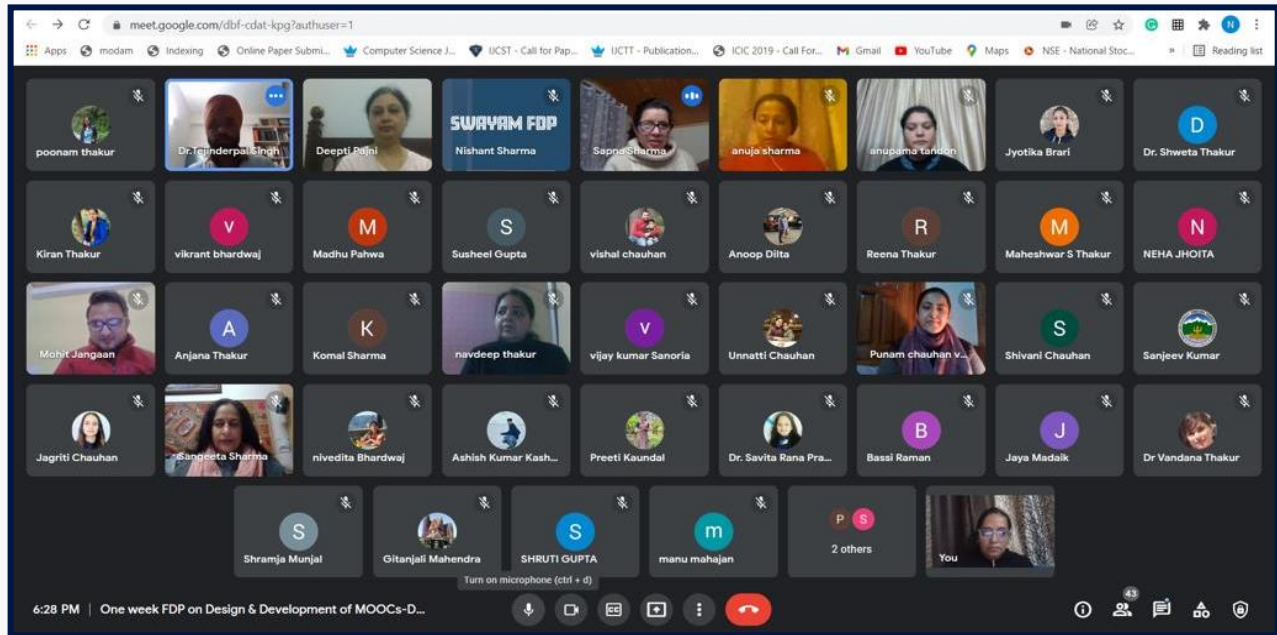 meet.google.com/dbf-cdat-kpg?authuser=1
N
Apps modam Indexing Online Paper Submi... Computer Science J... IJCST - Call for Pap... IJCTT - Publication... ICIC 2019 - Call For... Gmail YouTube Maps NSE - National Stoc... » Reading list
poonam thakur
Dr.Tejinderpal Singh
Deepti Pajni
SWAYAM FDP
Nishant Sharma
Sapna Sharma
anuja sharma
anupama tandon
Jyotika Brari
D
Dr. Shweta Thakur
Kiran Thakur
v
vikrant bhardwaj
M
Madhu Pahwa
S
Susheel Gupta
vishal chauhan
Anoop Dilta
R
Reena Thakur
M
Maheshwar S Thakur
N
NEHA JHOITA
Mohit Jangaan
A
Anjana Thakur
K
Komal Sharma
navdeep thakur
v
vijay kumar Sanoria
Unnatti Chauhan
Punam chauhan v...
S
Shivani Chauhan
Sanjeev Kumar
Jagriti Chauhan
Sangeeta Sharma
nivedita Bhardwaj
Ashish Kumar Kash...
Preeti Kaundal
Dr. Savita Rana Pra...
B
Bassi Raman
J
Jaya Madaik
Dr Vandana Thakur
S
Shramja Munjal
Gitanjali Mahendra
S
SHRUTI GUPTA
m
manu mahajan
P S
2 others
You
Turn on microphone (ctrl + d)
6:28 PM | One week FDP on Design & Development of MOOCs-D...
CC
43